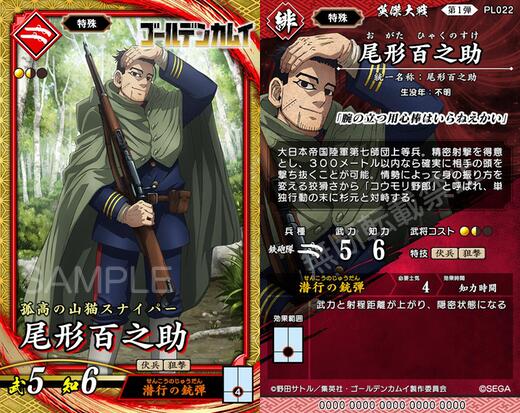 特殊
ゴールデンカムイ
SAMPLE
孤高の山猫スナイパー
尾形百之助
伏兵 狙撃
武5 知6
せんこうのじゅうだん
潜行の銃弾
4
緋
特殊
英傑大戦
第1弾
PL022
おがた ひゃくのすけ
尾形百之助
統一名称:尾形百之助
生没年:不明
「腕の立つ用心棒はいらねえかい」
大日本帝国陸軍第七師団上等兵。精密射撃を得意
とし、300メートル以内なら確実に相手の頭を
撃ち抜くことが可能。情勢によって身の振り方を
変える狡猾さから「コウモリ野郎」と呼ばれ、単
独行動の末に杉元と対峙する。
無断転載禁
兵種 武力 知力 武将コスト
鉄砲隊 5 6 特技 伏兵 狙撃
せんこうのじゅうだん 必要士気 効果時間
潜行の銃弾 4 知力時間
効果範囲
武力と射程距離が上がり、隠密状態になる
©野田サトル/集英社・ゴールデンカムイ製作委員会 ©SEGA
0000 0000 0000 0000 0000